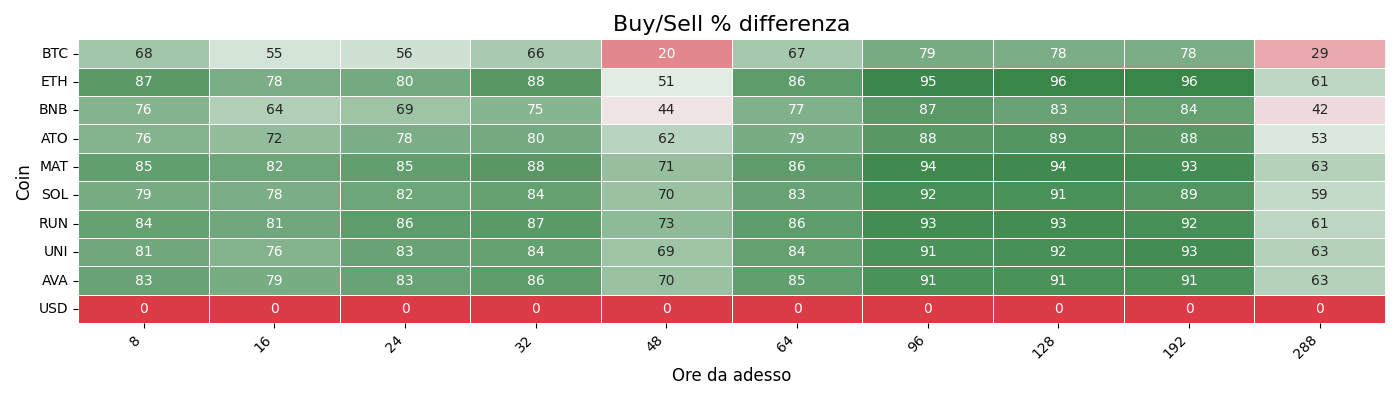 Buy/Sell % differenza
Coin
BTC 68 55 56 66 20 67 79 78 78 29
ETH 87 78 80 88 51 86 95 96 96 61
BNB 76 64 69 75 44 77 87 83 84 42
ATO 76 72 78 80 62 79 88 89 88 53
MAT 85 82 85 88 71 86 94 94 93 63
SOL 79 78 82 84 70 83 92 91 89 59
RUN 84 81 86 87 73 86 93 93 92 61
UNI 81 76 83 84 69 84 91 92 93 63
AVA 83 79 83 86 70 85 91 91 91 63
USD 0 0 0 0 0 0 0 0 0 0
8 16 24 32 48 64 96 128 192 288
Ore da adesso